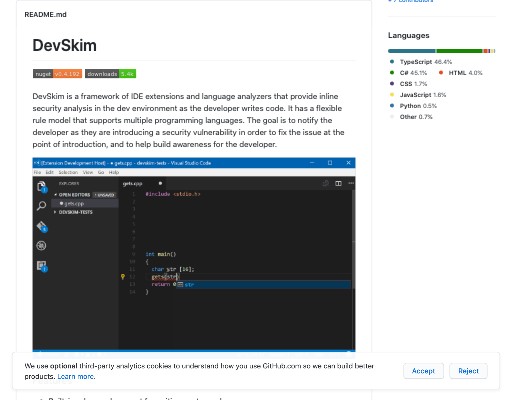 7 contributors
README.md
DevSkim
nuget v0.4.192 downloads 5.4k
DevSkim is a framework of IDE extensions and language analyzers that provide inline
security analysis in the dev environment as the developer writes code. It has a flexible
rule model that supports multiple programming languages. The goal is to notify the
developer as they are introducing a security vulnerability in order to fix the issue at the
point of introduction, and to help build awareness for the developer.
[Extension Development Host] - ● gets.cpp - devskim-tests - Visual Studio Code
File Edit Selection View Go Help
EXPLORER
gets.cpp
OPEN EDITORS 1 UNSAVED
gets.cpp
DEVSKIM-TESTS
#include <stdio.h>
int main()
{
char str [16];
gets(str)
return 0
str
}
Languages
TypeScript 46.4%
C# 45.1% HTML 4.0%
CSS 1.7%
JavaScript 1.6%
Python 0.5%
Other 0.7%
We use optional third-party analytics cookies to understand how you use GitHub.com so we can build better
products. Learn more.
Accept Reject